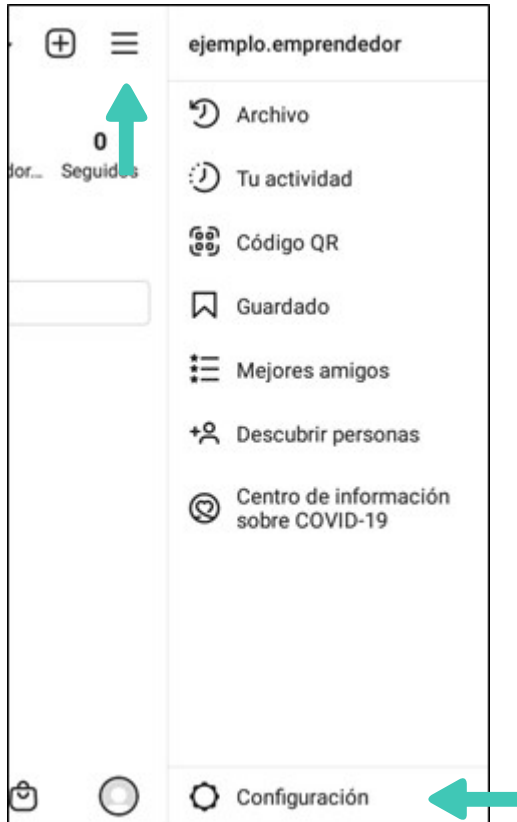 ejemplo.emprendedor
0
dor... Seguidos
Archivo
Tu actividad
Código QR
Guardado
Mejores amigos
Descubrir personas
Centro de información
sobre COVID-19
Configuración